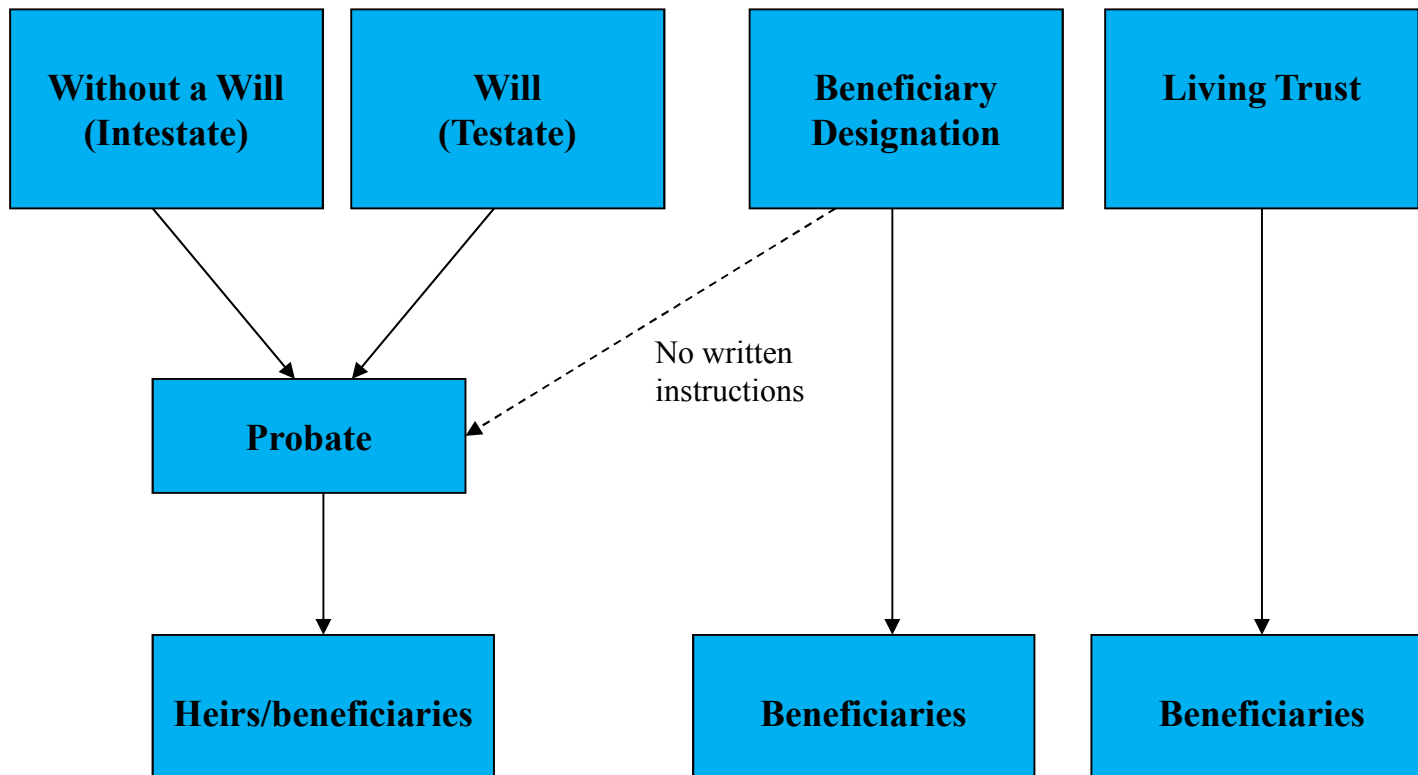 Without a Will
(Intestate)
Will
(Testate)
Beneficiary
Designation
Living Trust
No written
instructions
Probate
Heirs/beneficiaries
Beneficiaries
Beneficiaries